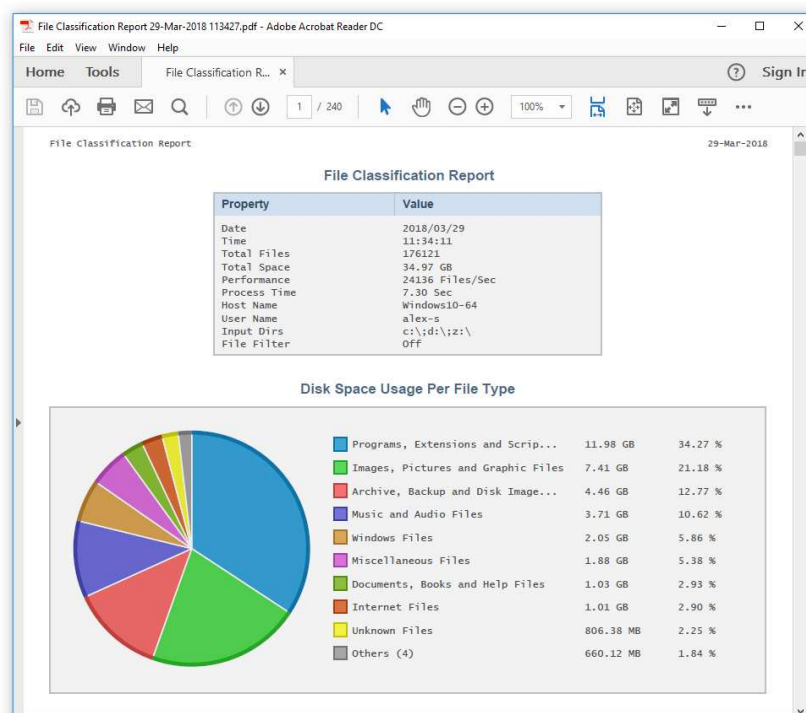 File Classification Report 29-Mar-2018 113427.pdf - Adobe Acrobat Reader DC
File Edit View Window Help
Home Tools File Classification R... × Sign In
1 / 240 100%
File Classification Report 29-Mar-2018
File Classification Report
Property Value
Date 2018/03/29
Time 11:34:11
Total Files 176121
Total Space 34.97 GB
Performance 24136 Files/Sec
Process Time 7.30 Sec
Host Name Windows10-64
User Name alex-s
Input Dirs c:\;d:\;z:\
File Filter Off
Disk Space Usage Per File Type
Programs, Extensions and Scrip... 11.98 GB 34.27 %
Images, Pictures and Graphic Files 7.41 GB 21.18 %
Archive, Backup and Disk Image... 4.46 GB 12.77 %
Music and Audio Files 3.71 GB 10.62 %
Windows Files 2.05 GB 5.86 %
Miscellaneous Files 1.88 GB 5.38 %
Documents, Books and Help Files 1.03 GB 2.93 %
Internet Files 1.01 GB 2.90 %
Unknown Files 806.38 MB 2.25 %
Others (4) 660.12 MB 1.84 %